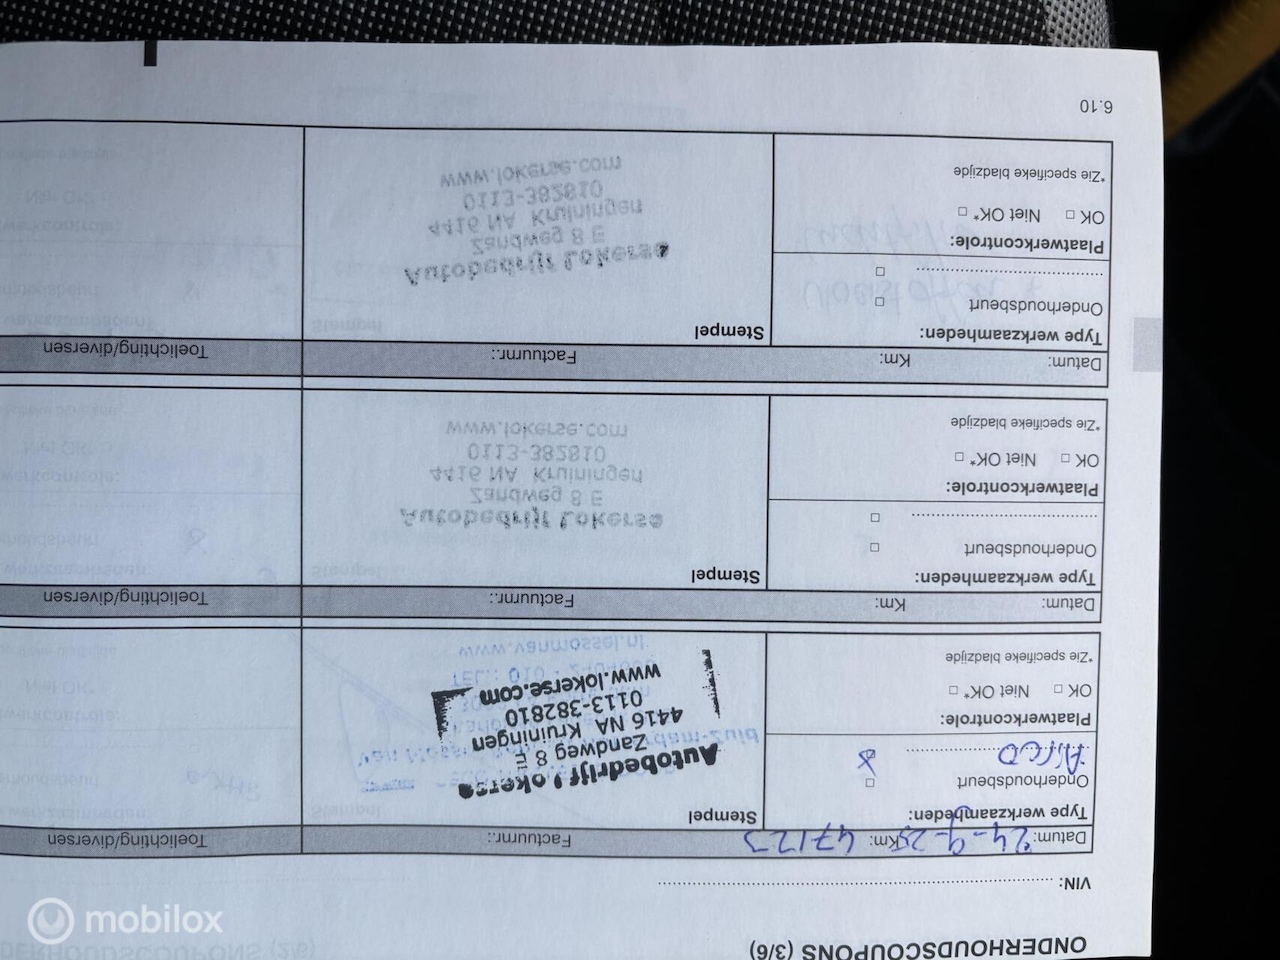 ONDERHOUDSCOUPONS (3/6)
VIN:
Datum: 24-9-25 Km: 47123 Factuurnr.: Toelichting/diversen
Type werkzaamheden:
Onderhoudsbeurt
AIRCO
Plaatwerkcontrole:
OK Niet OK*
*Zie specifieke bladzijde
Stempel
Autobedrijf Lokerse
Zandweg 8 E
4416 NA Kruiningen
0113-382810
www.lokerse.com
www.vanmossel.nl
Datum: Km: Factuurnr.: Toelichting/diversen
Type werkzaamheden:
Onderhoudsbeurt
Plaatwerkcontrole:
OK Niet OK*
*Zie specifieke bladzijde
Stempel
Autobedrijf Lokerse
Zandweg 8 E
4416 NA Kruiningen
0113-382810
www.lokerse.com
Datum: Km: Factuurnr.: Toelichting/diversen
Type werkzaamheden:
Onderhoudsbeurt
Plaatwerkcontrole:
OK Niet OK*
*Zie specifieke bladzijde
Stempel
Autobedrijf Lokerse
Zandweg 8 E
4416 NA Kruiningen
0113-382810
www.lokerse.com
6.10
mobilox